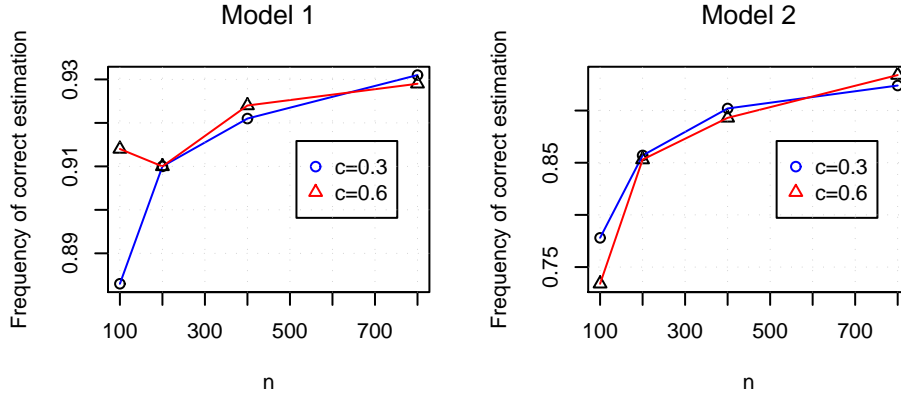 Model 1
Frequency of correct estimation
0.93
0.91
0.89
c=0.3
c=0.6
100
300
500
700
n
Model 2
Frequency of correct estimation
0.85
0.75
c=0.3
c=0.6
100
300
500
700
n